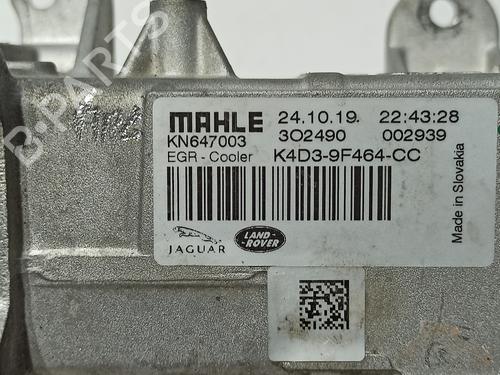 B-PARTS
MAHLE 24.10.19 22:43:28
KN647003 3O2490 002939
EGR - Cooler K4D3-9F464-CC
Made in Slovakia
JAGUAR LAND ROVER